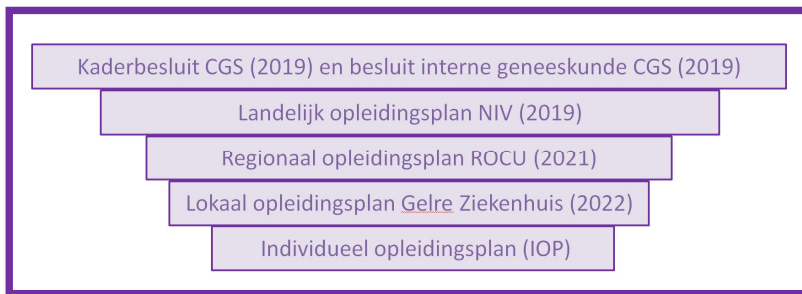 Kaderbesluit CGS (2019) en besluit interne geneeskunde CGS (2019)
Landelijk opleidingsplan NIV (2019)
Regionaal opleidingsplan ROCU (2021)
Lokaal opleidingsplan Gelre Ziekenhuis (2022)
Individueel opleidingsplan (IOP)